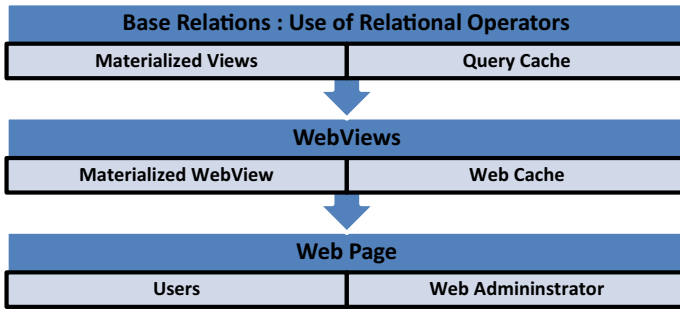 Base Relations : Use of Relational Operators
Materialized Views
Query Cache
WebViews
Materialized WebView
Web Cache
Web Page
Users
Web Admininstrator